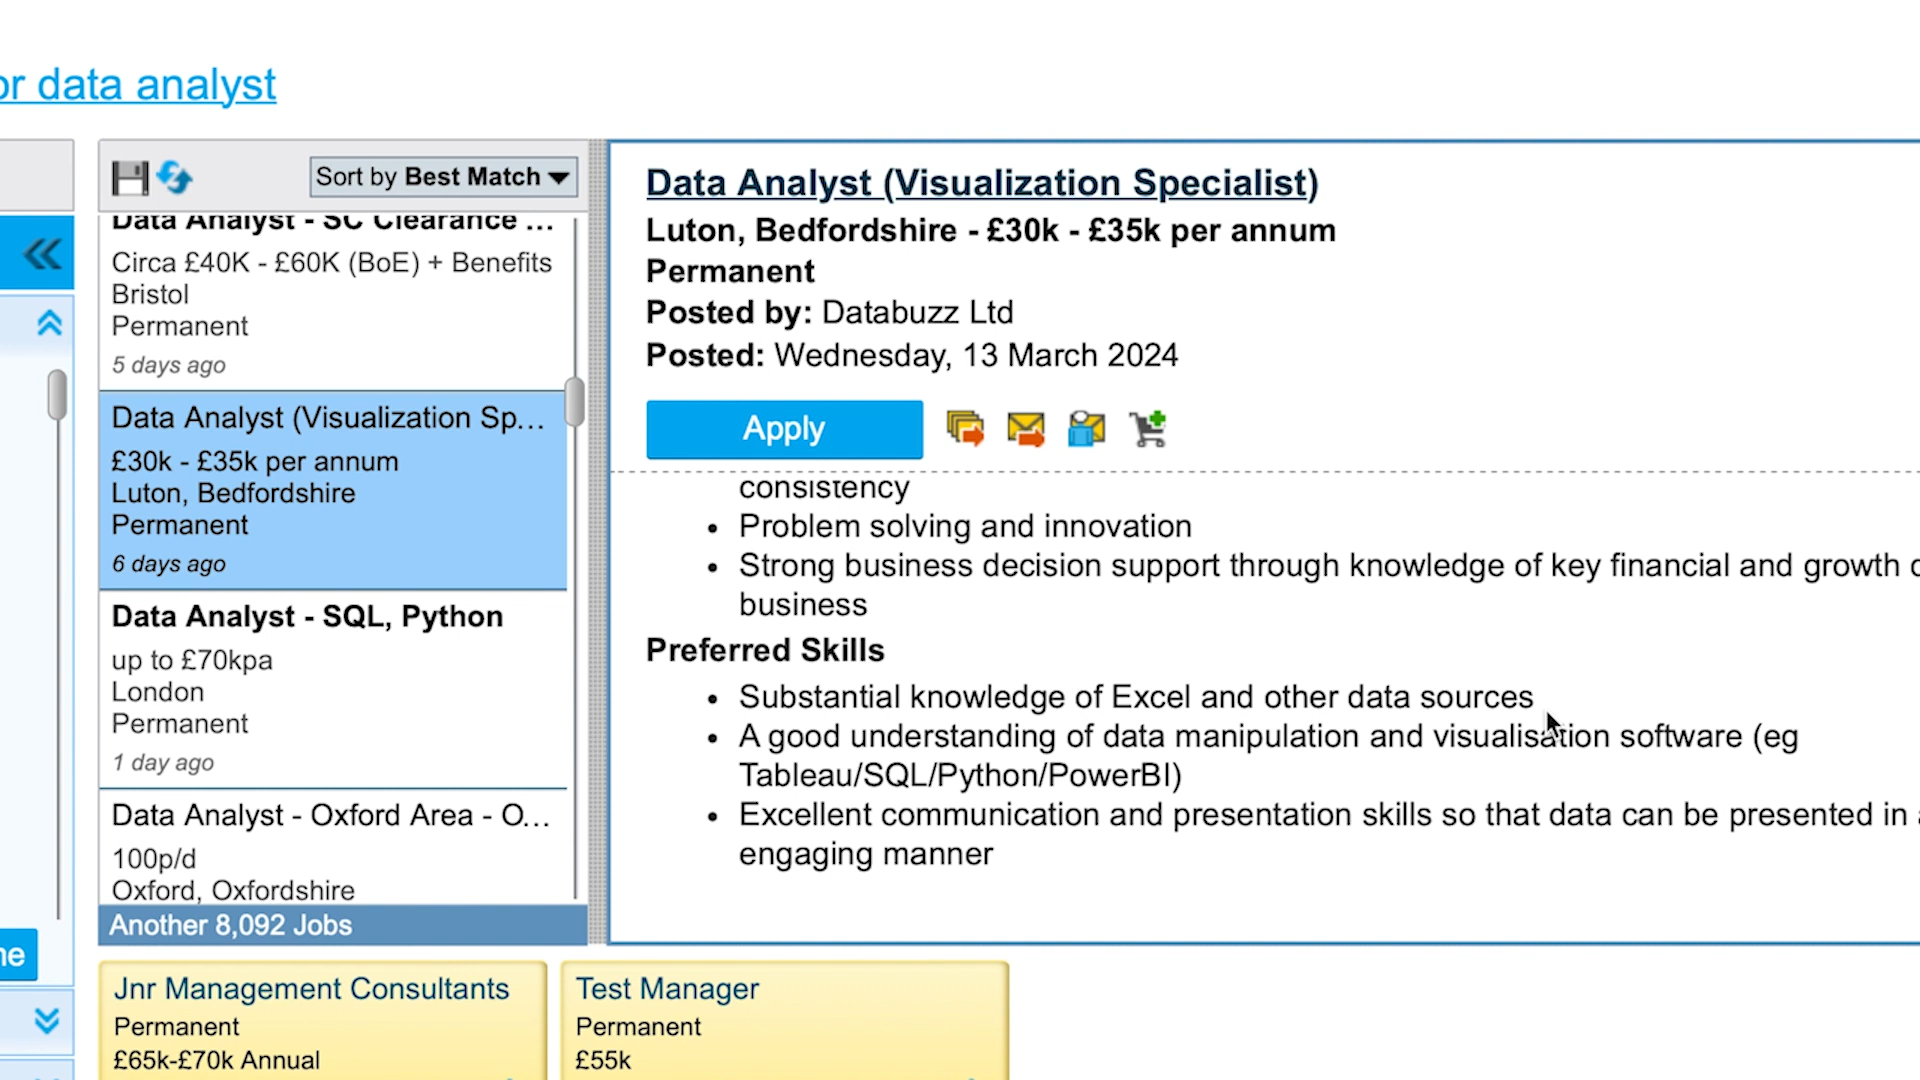 or data analyst
Sort by Best Match
Data Analyst - SC Clearance ...
Circa £40K - £60K (BoE) + Benefits
Bristol
Permanent
5 days ago
Data Analyst (Visualization Sp...
£30k - £35k per annum
Luton, Bedfordshire
Permanent
6 days ago
Data Analyst - SQL, Python
up to £70kpa
London
Permanent
1 day ago
Data Analyst - Oxford Area - O...
100p/d
Oxford, Oxfordshire
Another 8,092 Jobs
Data Analyst (Visualization Specialist)
Luton, Bedfordshire - £30k - £35k per annum
Permanent
Posted by: Databuzz Ltd
Posted: Wednesday, 13 March 2024
Apply
consistency
• Problem solving and innovation
• Strong business decision support through knowledge of key financial and growth
business
Preferred Skills
• Substantial knowledge of Excel and other data sources
• A good understanding of data manipulation and visualisation software (eg
Tableau/SQL/Python/PowerBI)
• Excellent communication and presentation skills so that data can be presented in
engaging manner
Jnr Management Consultants
Permanent
£65k-£70k Annual
Test Manager
Permanent
£55k